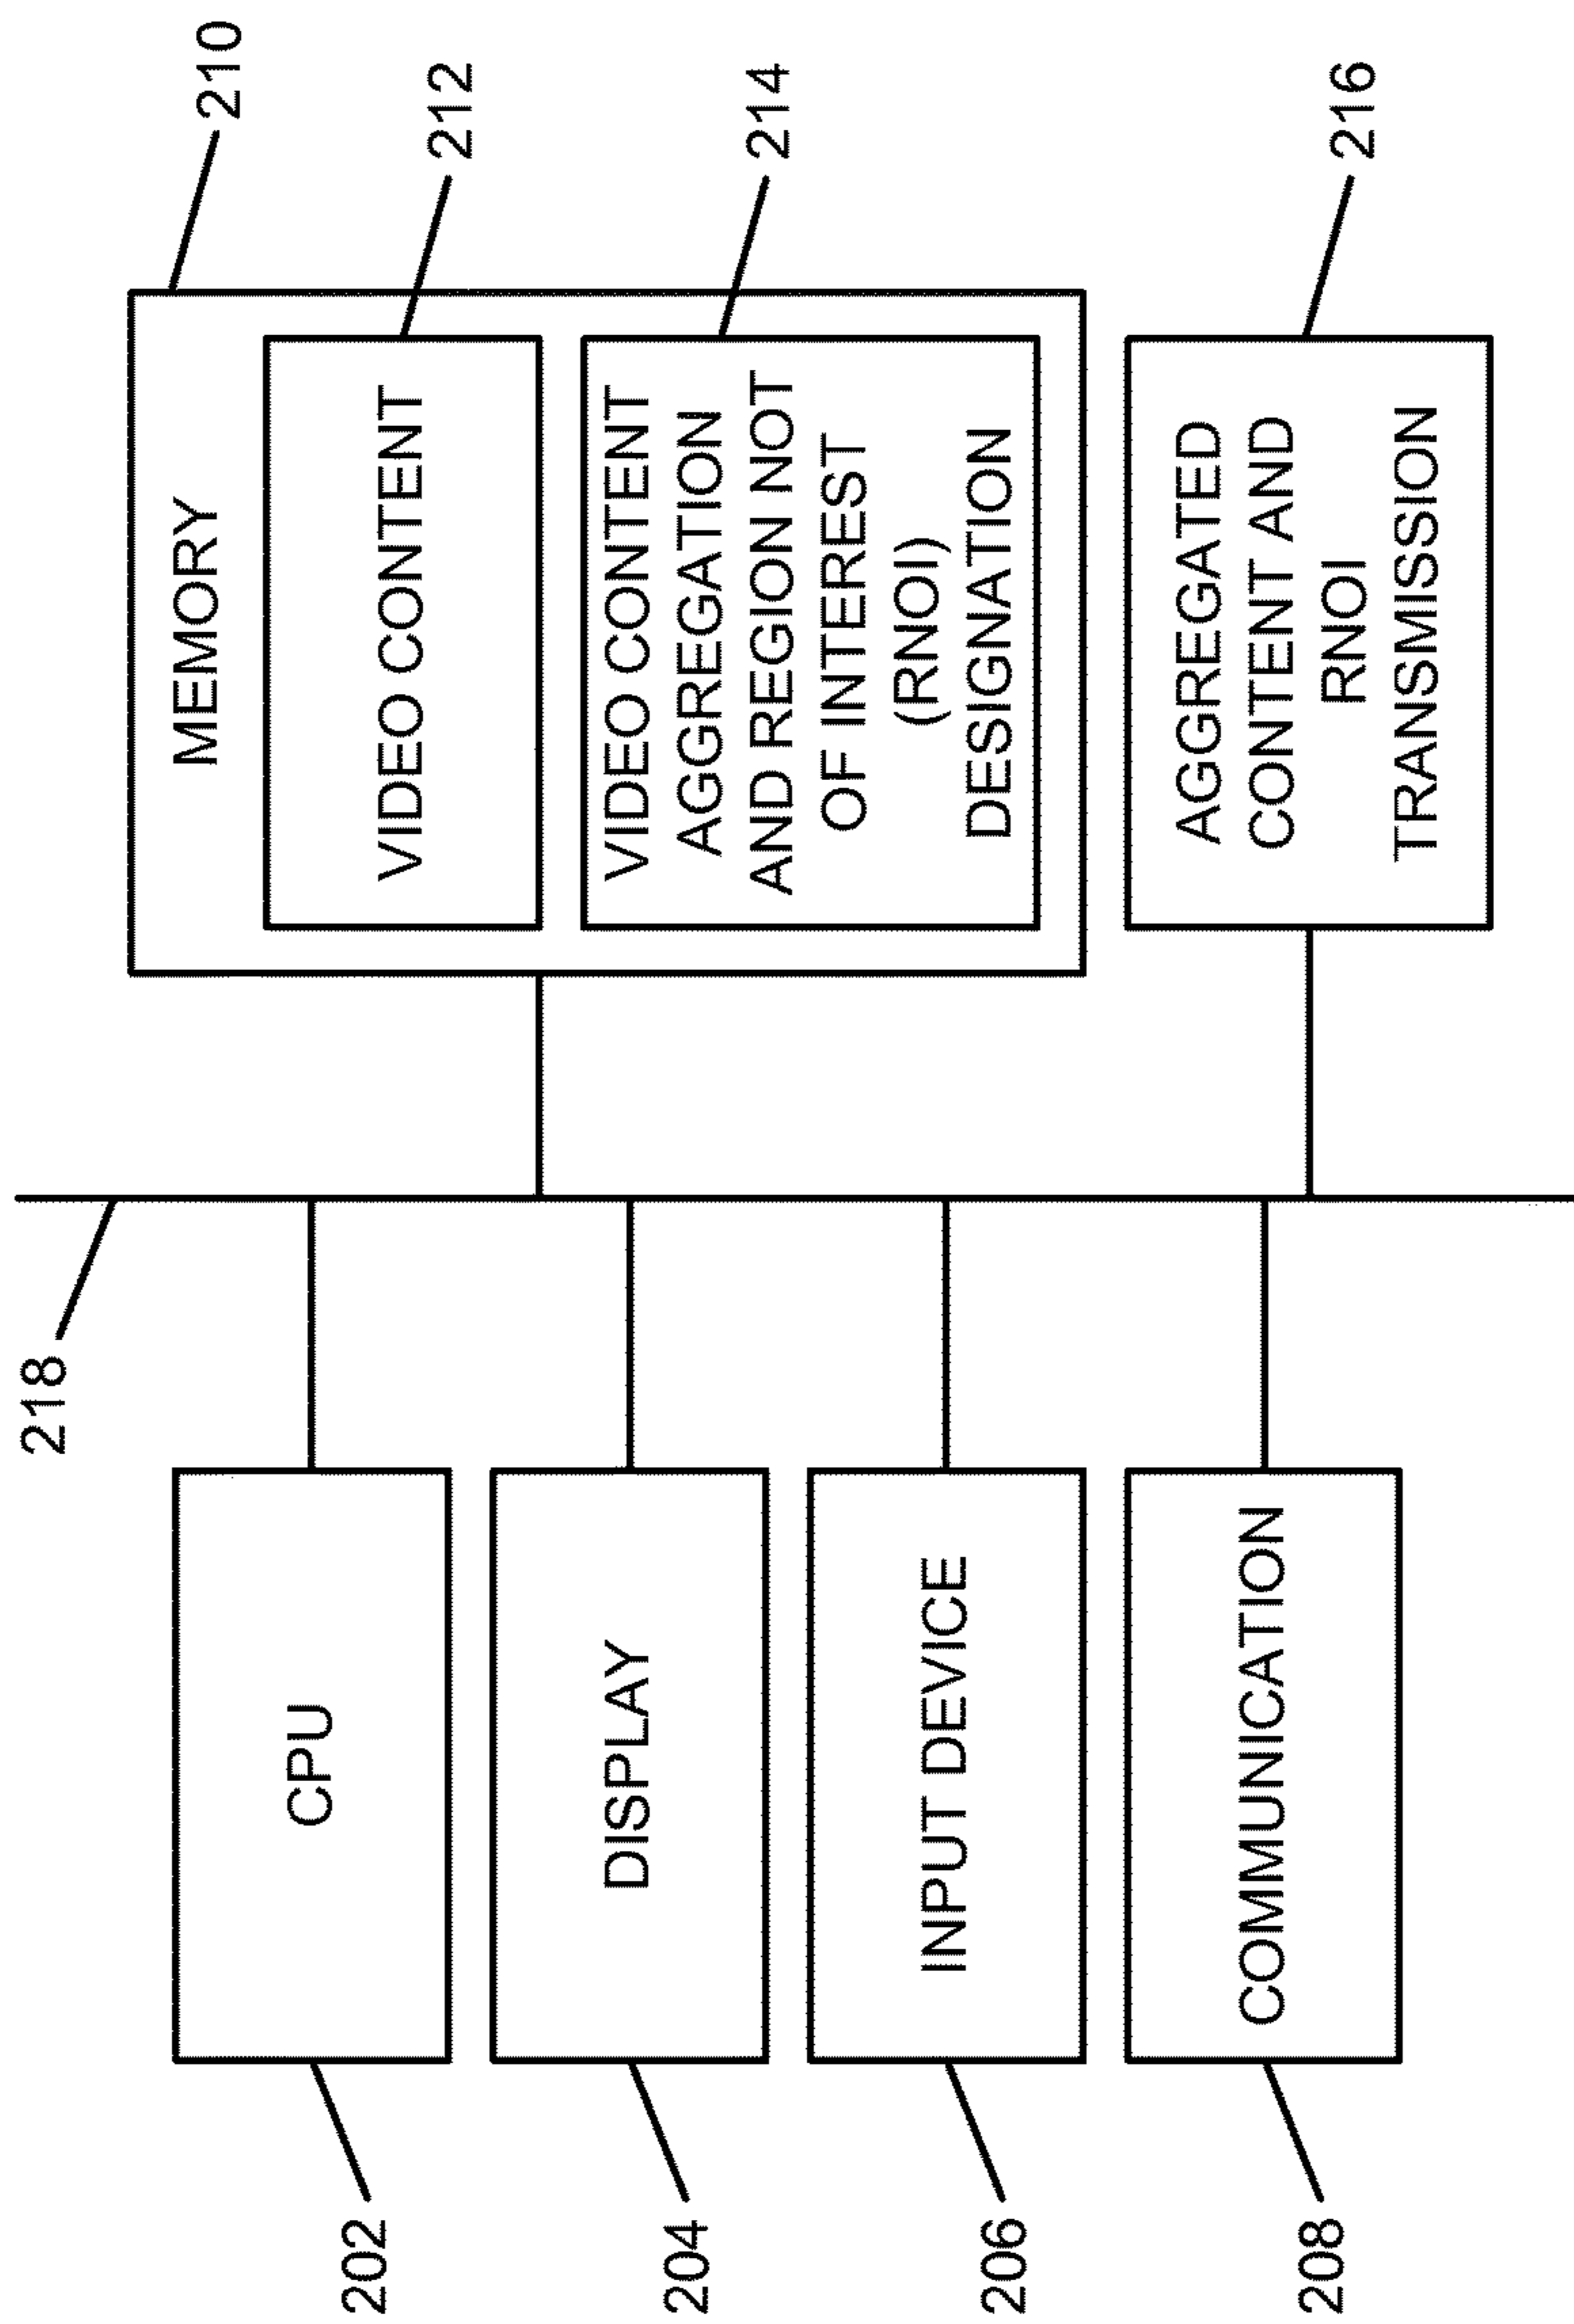 210
MEMORY
VIDEO CONTENT
212
VIDEO CONTENT
AGGREGATION
AND REGION NOT
OF INTEREST
(RNOI)
DESIGNATION
214
AGGREGATED
CONTENT AND
RNOI
TRANSMISSION
216
218
CPU
202
DISPLAY
204
INPUT DEVICE
206
COMMUNICATION
208